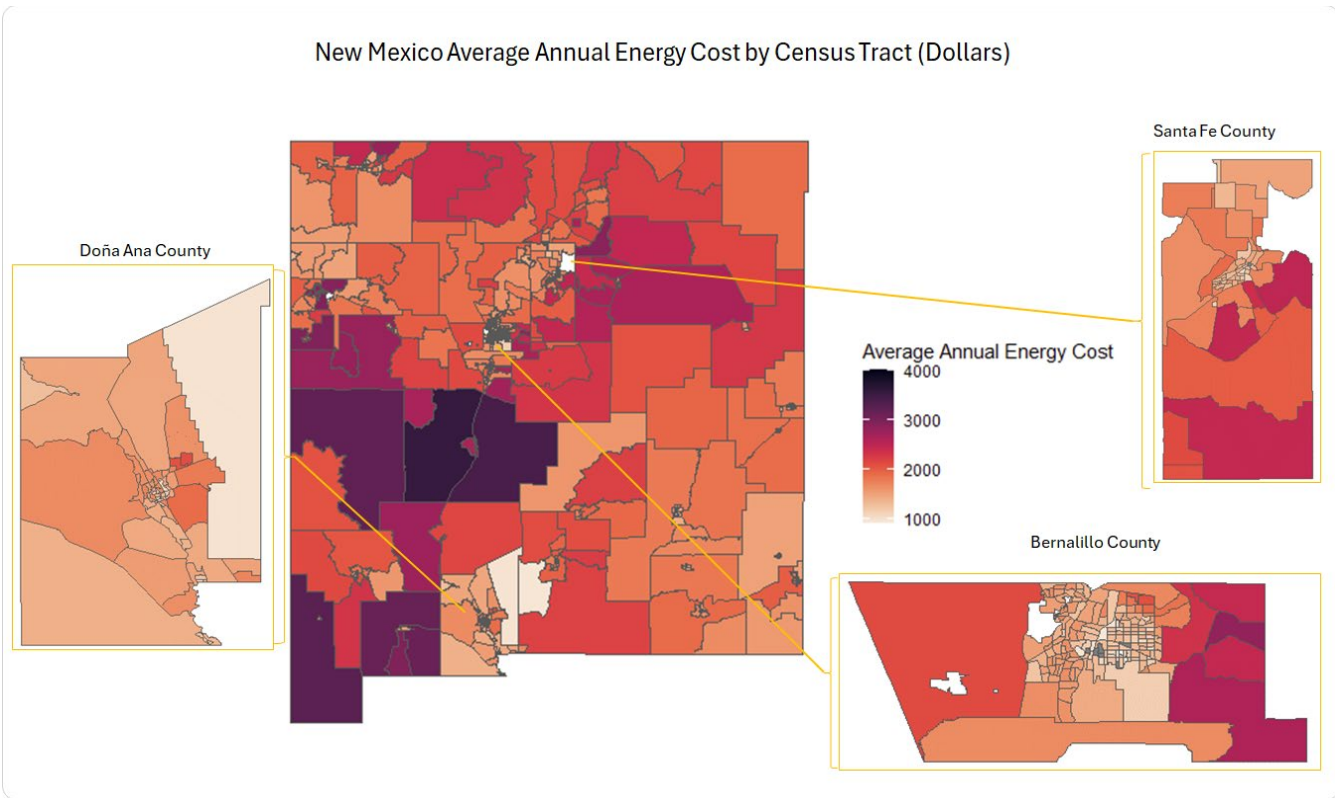 New Mexico Average Annual Energy Cost by Census Tract (Dollars)
Santa Fe County
Doña Ana County
Average Annual Energy Cost
4000
3000
2000
1000
Bernalillo County